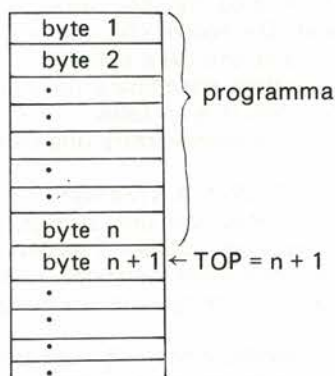 byte 1
byte 2
.
programma
.
.
.
.
byte n
byte n + 1 ← TOP = n + 1
.
.
.
.